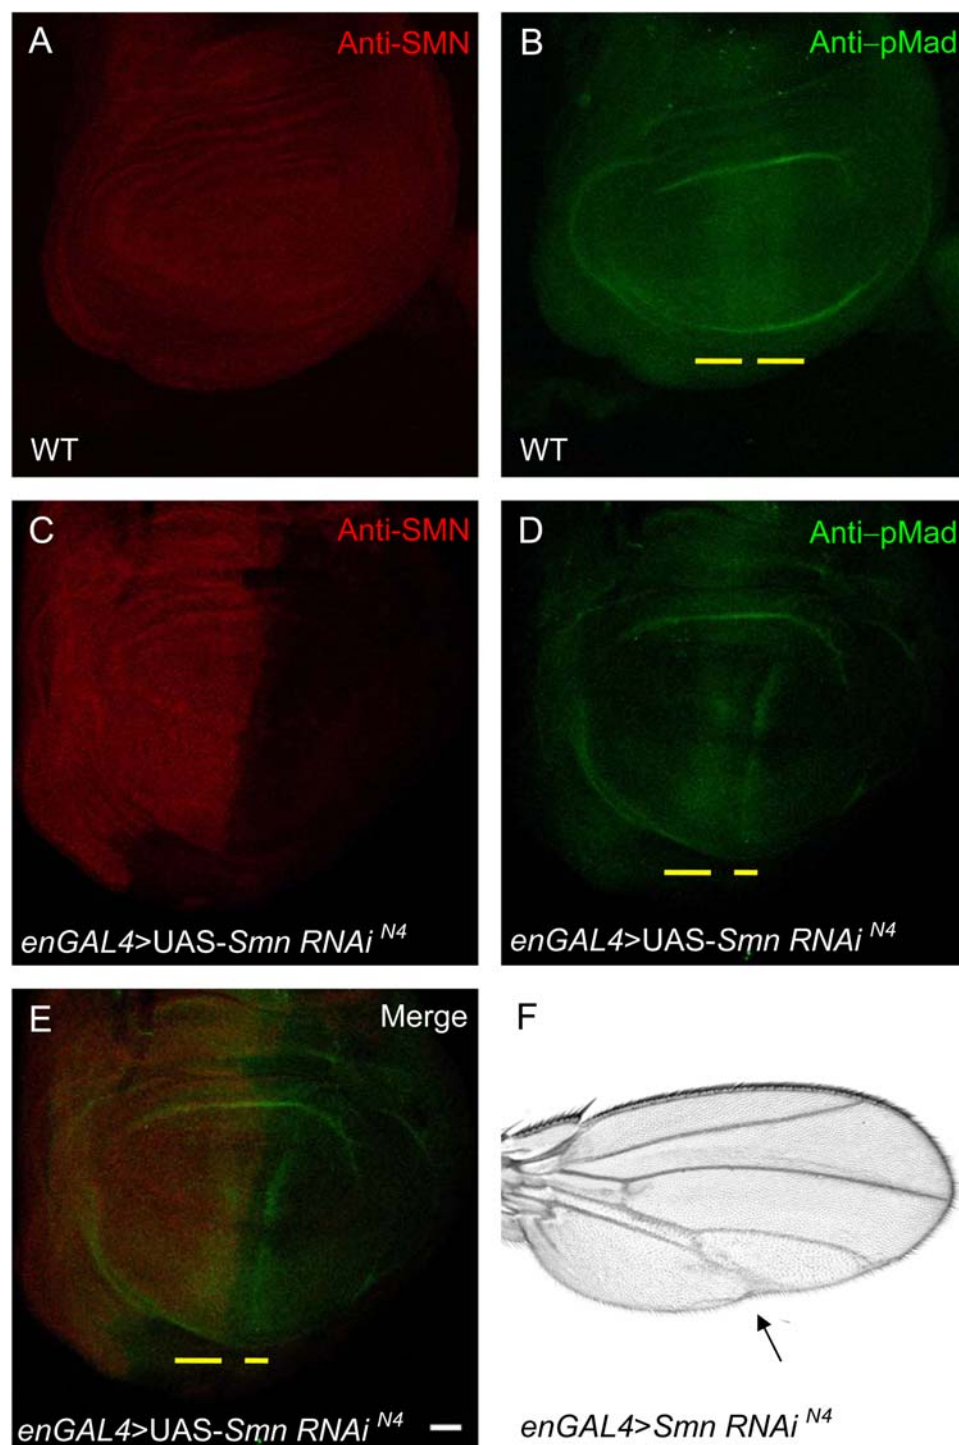 A
Anti-SMN
WT
B
Anti–pMad
WT
C
Anti-SMN
enGAL4>UAS-Smn RNAi N4
D
Anti–pMad
enGAL4>UAS-Smn RNAi N4
E
Merge
enGAL4>UAS-Smn RNAi N4
F
enGAL4>Smn RNAi N4